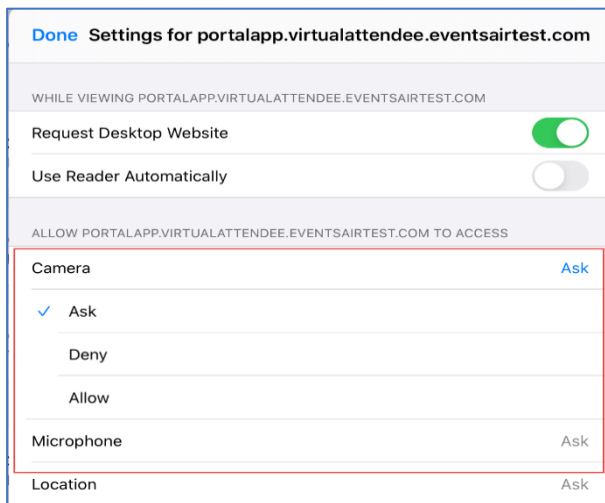 Done Settings for portalapp.virtualattendee.eventsairtest.com
WHILE VIEWING PORTALAPP.VIRTUALATTENDEE.EVENTSAIRTEST.COM
Request Desktop Website
Use Reader Automatically
ALLOW PORTALAPP.VIRTUALATTENDEE.EVENTSAIRTEST.COM TO ACCESS
Camera Ask
Ask
Deny
Allow
Microphone Ask
Location Ask